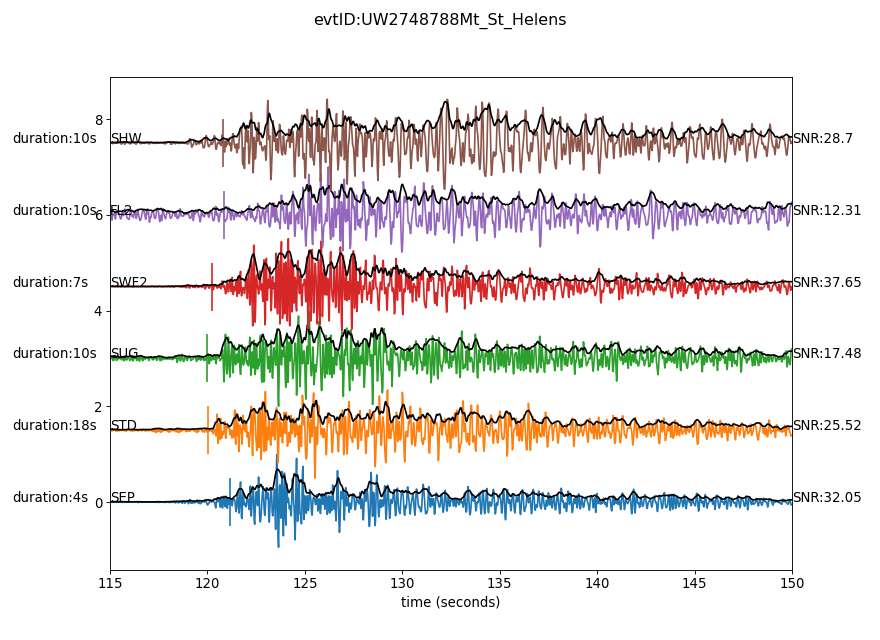 evtID:UW2748788Mt_St_Helens
8
duration:10s SHW SNR:28.7
duration:10s FL2 SNR:12.31
6
duration:7s SWF2 SNR:37.65
4
duration:10s SUG SNR:17.48
2
duration:18s STD SNR:25.52
duration:4s SEP SNR:32.05
0
115 120 125 130 135 140 145 150
time (seconds)